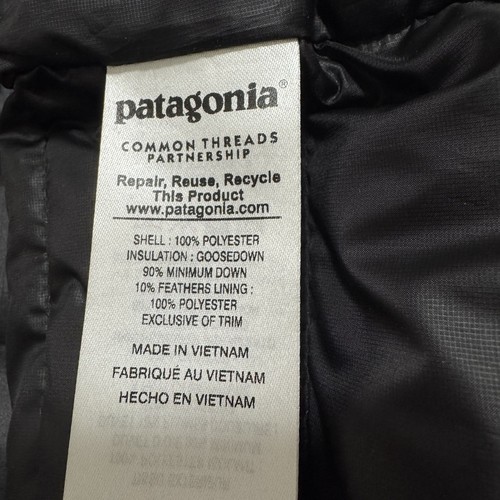 patagonia®
COMMON THREADS
PARTNERSHIP
Repair, Reuse, Recycle
This Product
www.patagonia.com
SHELL : 100% POLYESTER
INSULATION : GOOSEDOWN
90% MINIMUM DOWN
10% FEATHERS LINING :
100% POLYESTER
EXCLUSIVE OF TRIM
MADE IN VIETNAM
FABRIQUÉ AU VIETNAM
HECHO EN VIETNAM